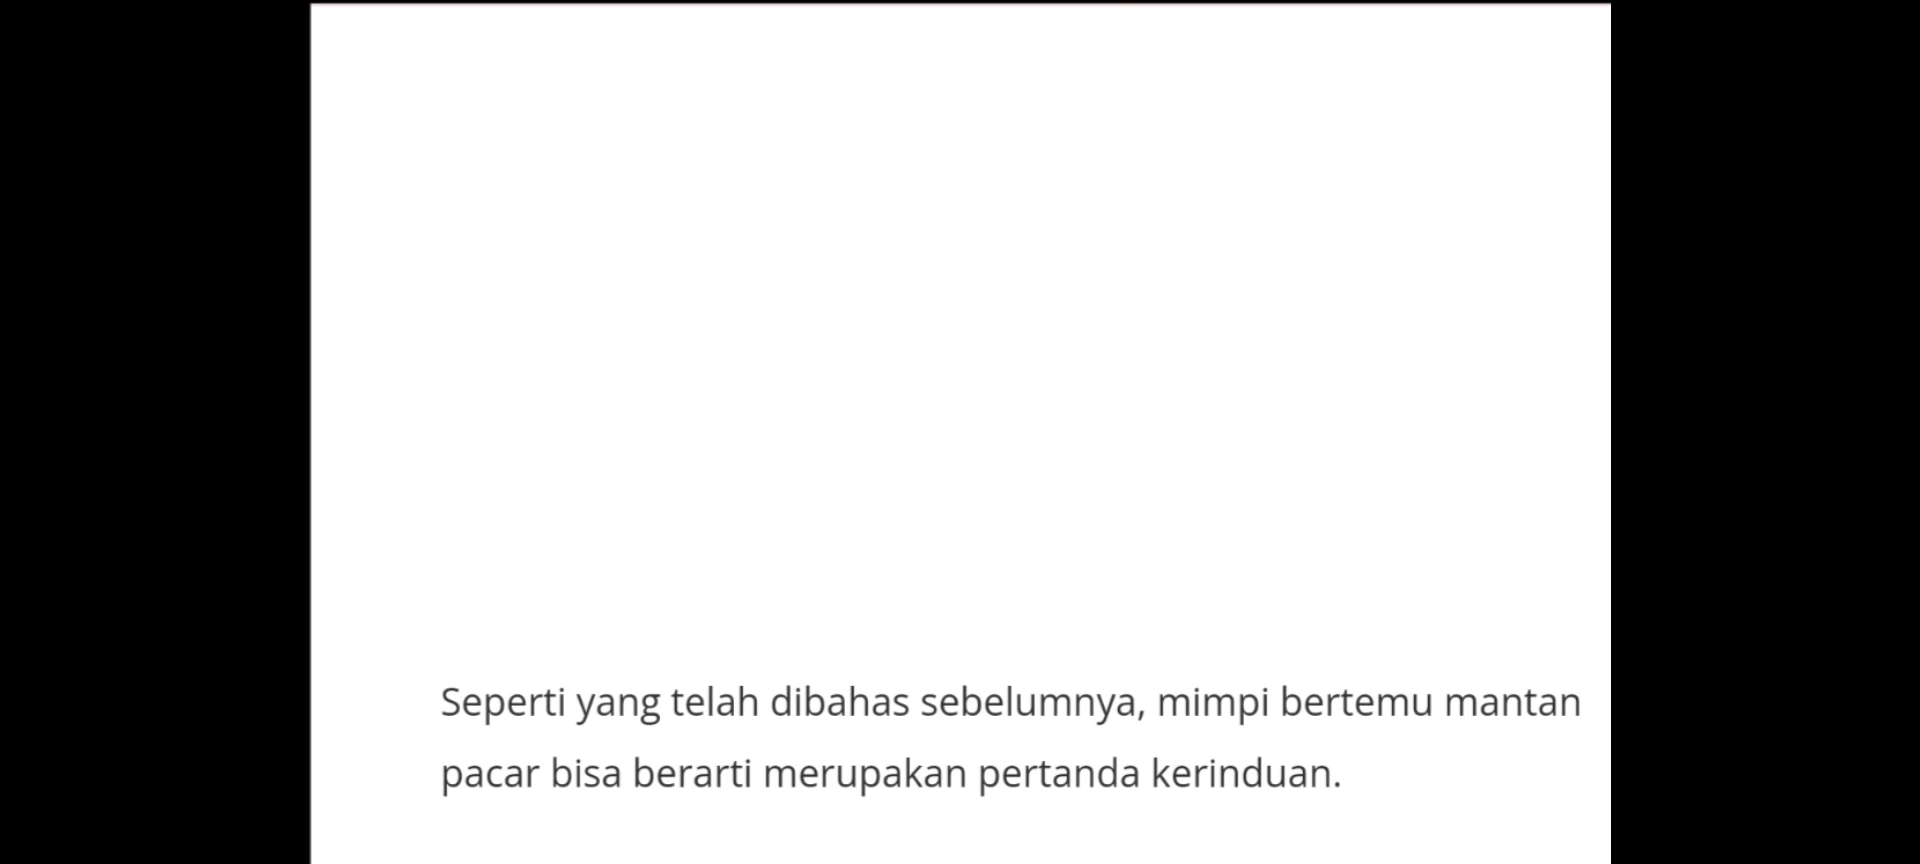 Seperti yang telah dibahas sebelumnya, mimpi bertemu mantan
pacar bisa berarti merupakan pertanda kerinduan.